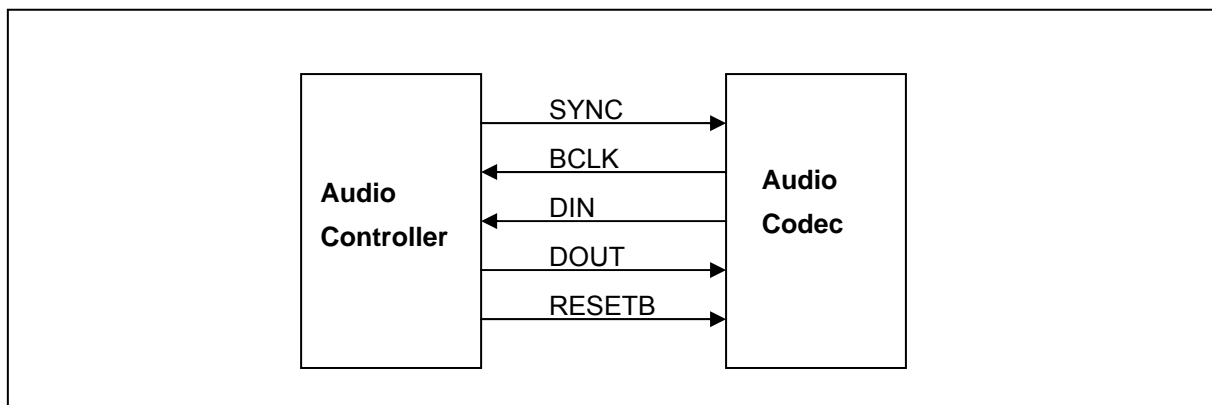 Audio
Controller
SYNC
BCLK
DIN
DOUT
RESETB
Audio
Codec